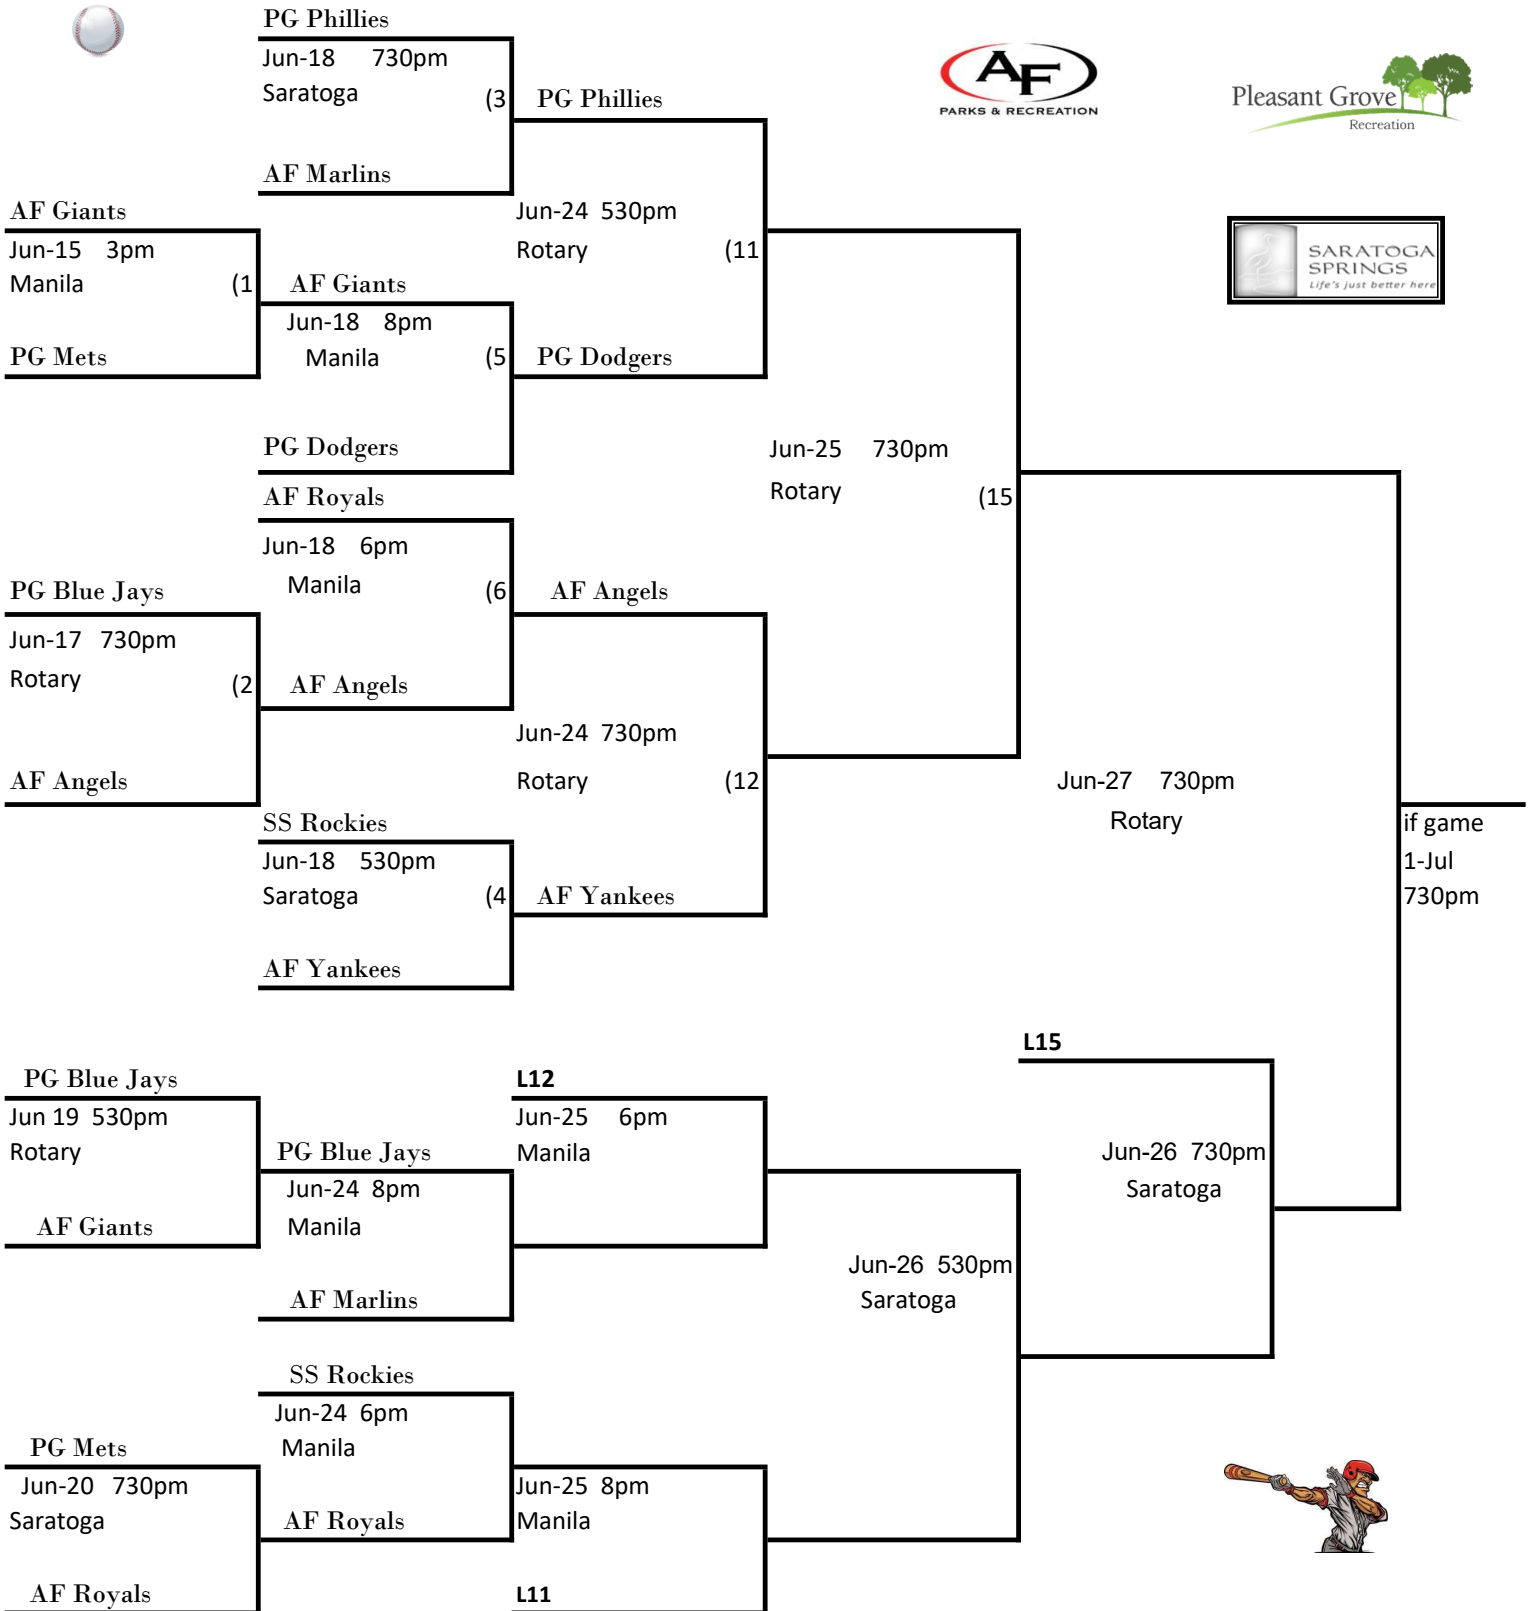 PG Phillies
Jun-18 730pm
Saratoga (3
PG Phillies
AF Marlins
AF
PARKS & RECREATION
Pleasant Grove
Recreation
SARATOGA
SPRINGS
Life's just better here
AF Giants
Jun-15 3pm
Manila (1
PG Mets
AF Giants
Jun-18 8pm
Manila (5
PG Dodgers
PG Dodgers
Jun-24 530pm
Rotary (11
AF Royals
Jun-18 6pm
Manila (6
AF Angels
PG Blue Jays
Jun-17 730pm
Rotary (2
AF Angels
AF Angels
Jun-24 730pm
Rotary (12
SS Rockies
Jun-18 530pm
Saratoga (4
AF Yankees
AF Yankees
Jun-25 730pm
Rotary (15
Jun-27 730pm
Rotary
if game
1-Jul
730pm
PG Blue Jays
Jun 19 530pm
Rotary
AF Giants
PG Blue Jays
Jun-24 8pm
Manila
AF Marlins
L12
Jun-25 6pm
Manila
L15
Jun-26 730pm
Saratoga
Jun-26 530pm
Saratoga
SS Rockies
Jun-24 6pm
Manila
AF Royals
PG Mets
Jun-20 730pm
Saratoga
AF Royals
Jun-25 8pm
Manila
L11